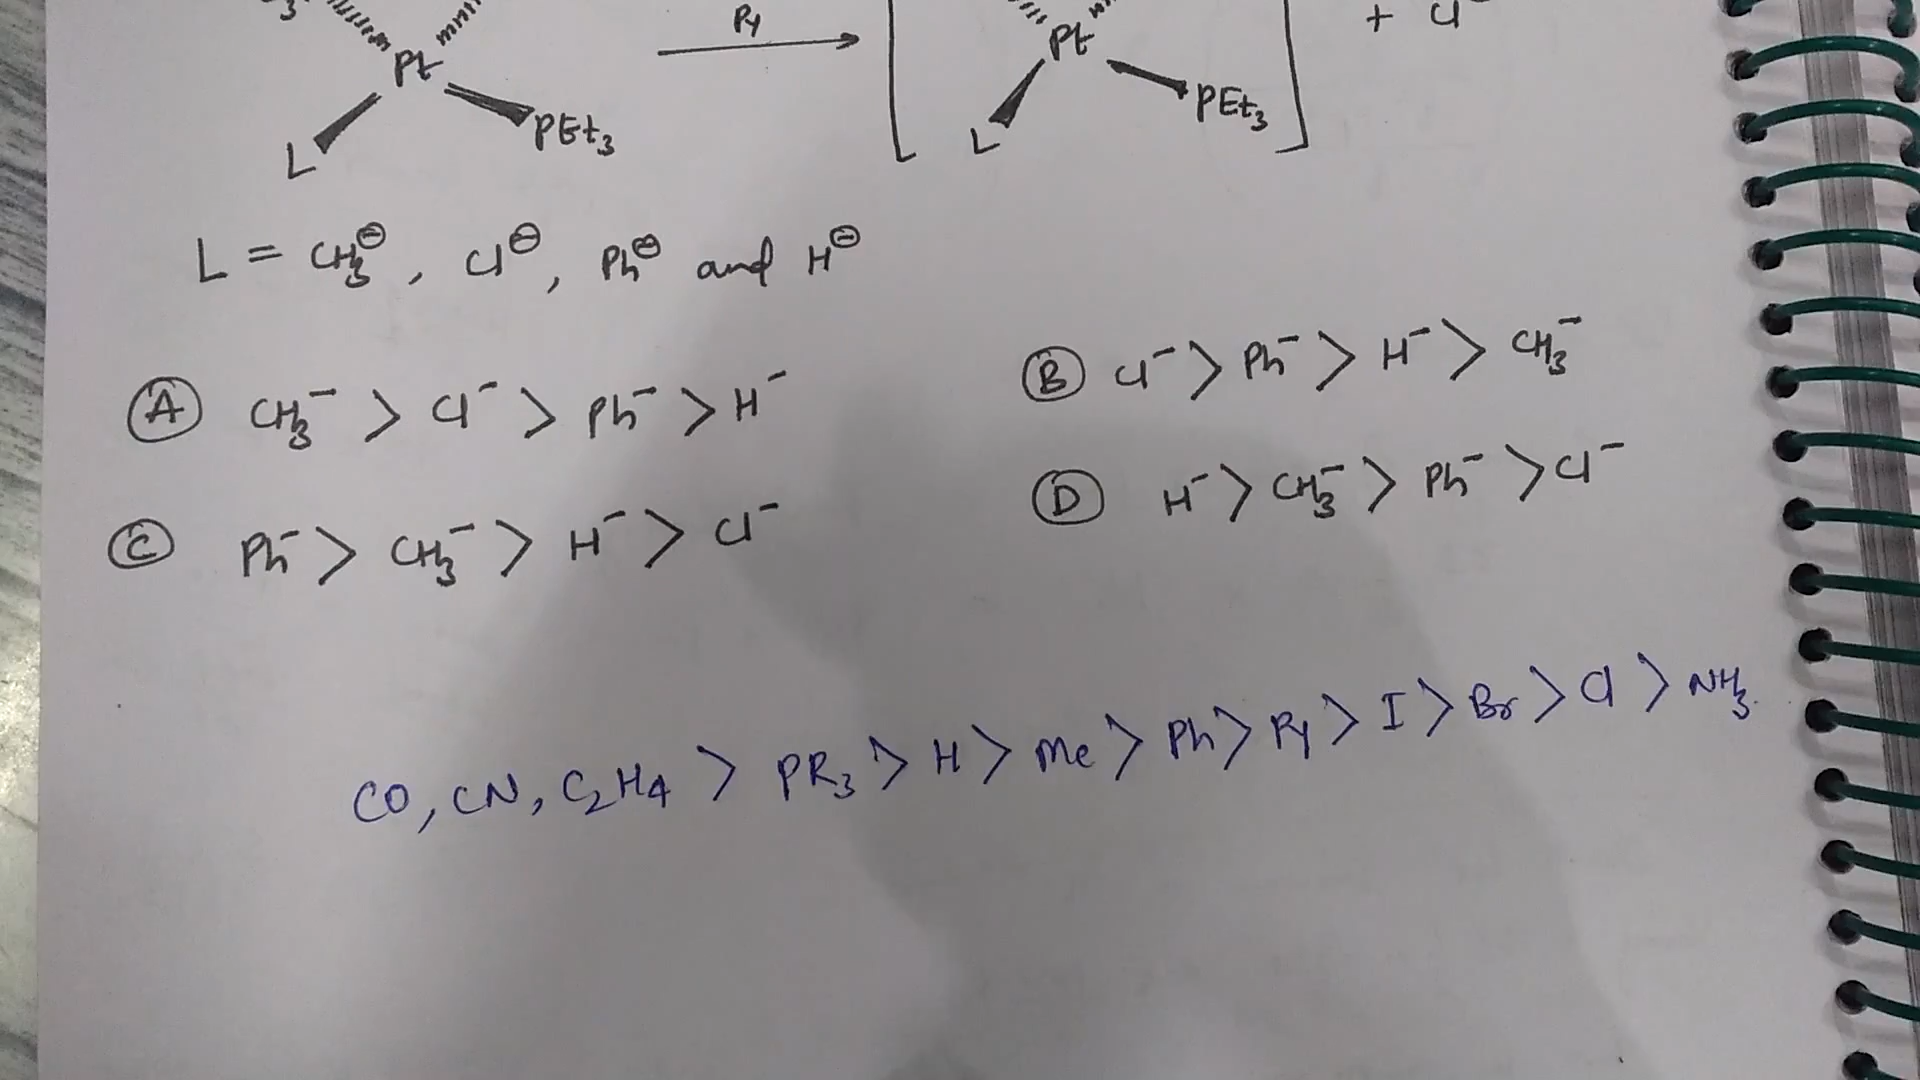 Py
+ Cl⁻
Pt
Pt
PEt₃
PEt₃
L
L
L = CH₃⊖, Cl⊖, Ph⊖ and H⊖
Ⓐ CH₃⁻ > Cl⁻ > Ph⁻ > H⁻
Ⓑ Cl⁻ > Ph⁻ > H⁻ > CH₃⁻
Ⓒ Ph⁻ > CH₃⁻ > H⁻ > Cl⁻
Ⓓ H⁻ > CH₃⁻ > Ph⁻ > Cl⁻
CO, CN, C₂H₄ > PR₃ > H > Me > Ph > Py > I > Br > Cl > NH₃